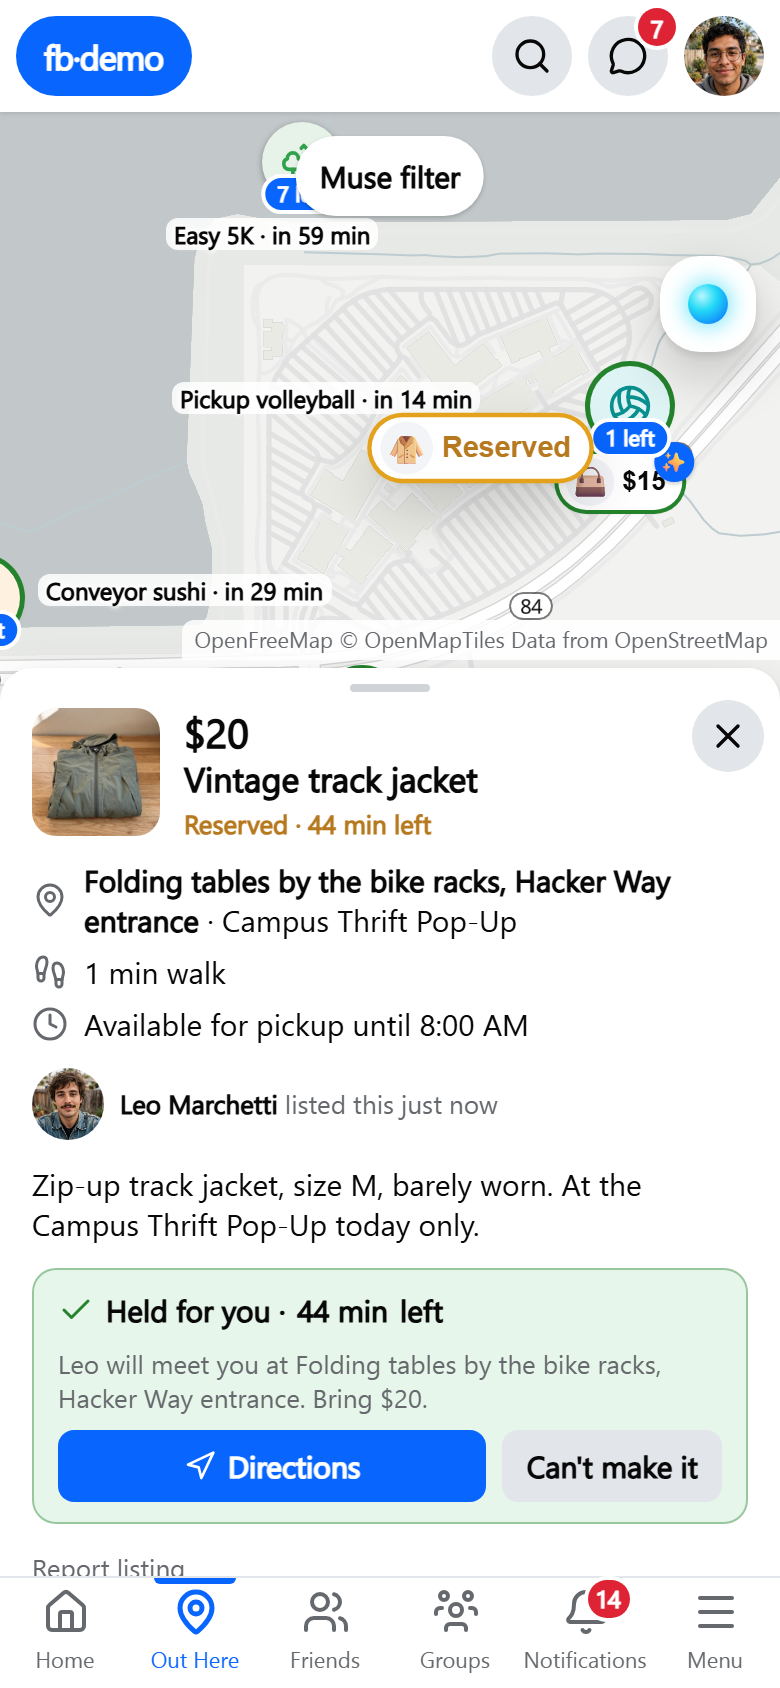 fb·demo
7
Muse filter
7 l
Easy 5K · in 59 min
Pickup volleyball · in 14 min
Reserved
1 left
$15
Conveyor sushi · in 29 min
t
84
OpenFreeMap © OpenMapTiles Data from OpenStreetMap
$20
Vintage track jacket
Reserved · 44 min left
Folding tables by the bike racks, Hacker Way
entrance · Campus Thrift Pop-Up
1 min walk
Available for pickup until 8:00 AM
Leo Marchetti listed this just now
Zip-up track jacket, size M, barely worn. At the
Campus Thrift Pop-Up today only.
Held for you · 44 min left
Leo will meet you at Folding tables by the bike racks,
Hacker Way entrance. Bring $20.
Directions
Can't make it
Report listing
14
Home
Out Here
Friends
Groups
Notifications
Menu